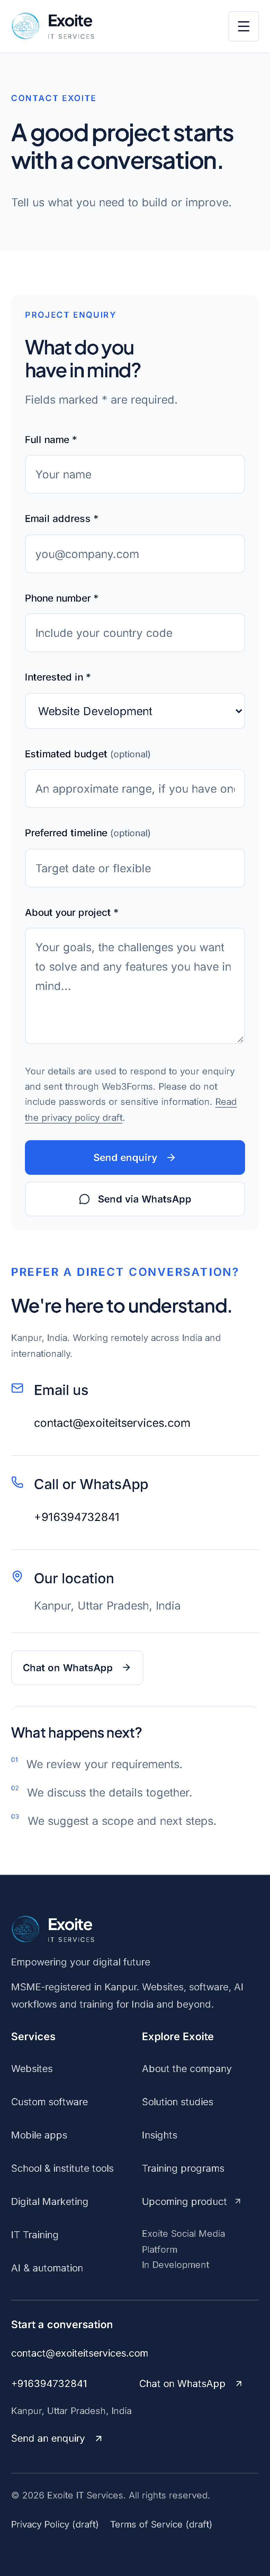 Exoite
IT SERVICES
CONTACT EXOITE
A good project starts
with a conversation.
Tell us what you need to build or improve.
PROJECT ENQUIRY
What do you
have in mind?
Fields marked * are required.
Full name *
Your name
Email address *
you@company.com
Phone number *
Include your country code
Interested in *
Website Development
Estimated budget (optional)
An approximate range, if you have one
Preferred timeline (optional)
Target date or flexible
About your project *
Your goals, the challenges you want
to solve and any features you have in
mind...
Your details are used to respond to your enquiry
and sent through Web3Forms. Please do not
include passwords or sensitive information. Read
the privacy policy draft.
Send enquiry →
Send via WhatsApp
PREFER A DIRECT CONVERSATION?
We're here to understand.
Kanpur, India. Working remotely across India and
internationally.
Email us
contact@exoiteitservices.com
Call or WhatsApp
+916394732841
Our location
Kanpur, Uttar Pradesh, India
Chat on WhatsApp →
What happens next?
01 We review your requirements.
02 We discuss the details together.
03 We suggest a scope and next steps.
Exoite
IT SERVICES
Empowering your digital future
MSME-registered in Kanpur. Websites, software, AI
workflows and training for India and beyond.
Services
Websites
Custom software
Mobile apps
School & institute tools
Digital Marketing
IT Training
AI & automation
Explore Exoite
About the company
Solution studies
Insights
Training programs
Upcoming product ↗
Exoite Social Media
Platform
In Development
Start a conversation
contact@exoiteitservices.com
+916394732841 Chat on WhatsApp ↗
Kanpur, Uttar Pradesh, India
Send an enquiry ↗
© 2026 Exoite IT Services. All rights reserved.
Privacy Policy (draft) Terms of Service (draft)